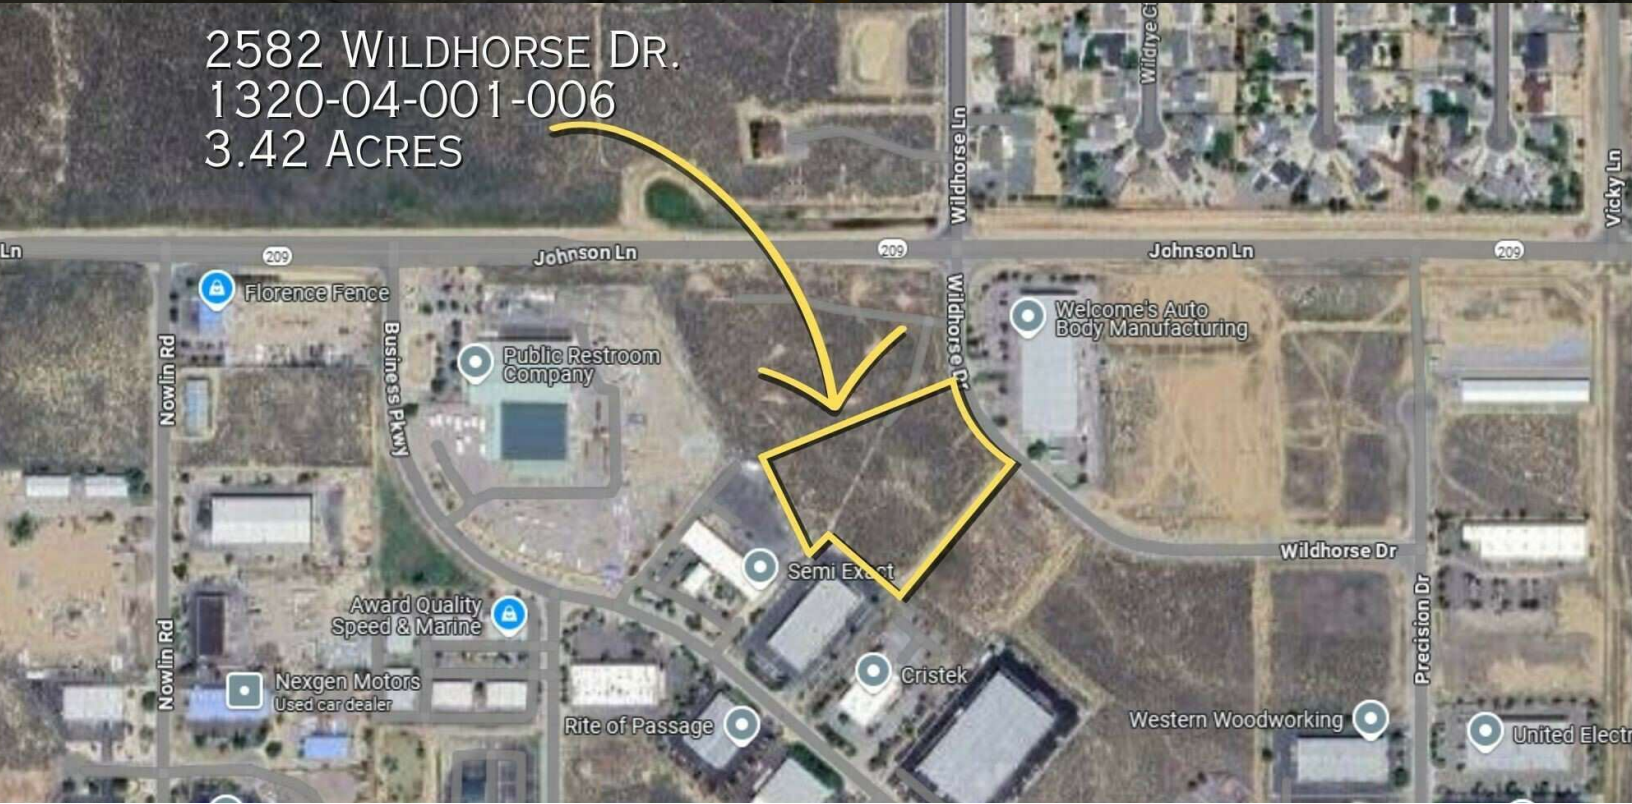 2582 WILDHORSE DR.
1320-04-001-006
3.42 ACRES
Wildrye C
Wildhorse Ln
Vicky Ln
Ln
209
Johnson Ln
209
Johnson Ln
209
Florence Fence
Nowlin Rd
Business Pkwy
Public Restroom
Company
Wildhorse Dr
Welcome's Auto
Body Manufacturing
Semi Exact
Wildhorse Dr
Award Quality
Speed & Marine
Precision Dr
Nowlin Rd
Nexgen Motors
Used car dealer
Cristek
Rite of Passage
Western Woodworking
United Electr